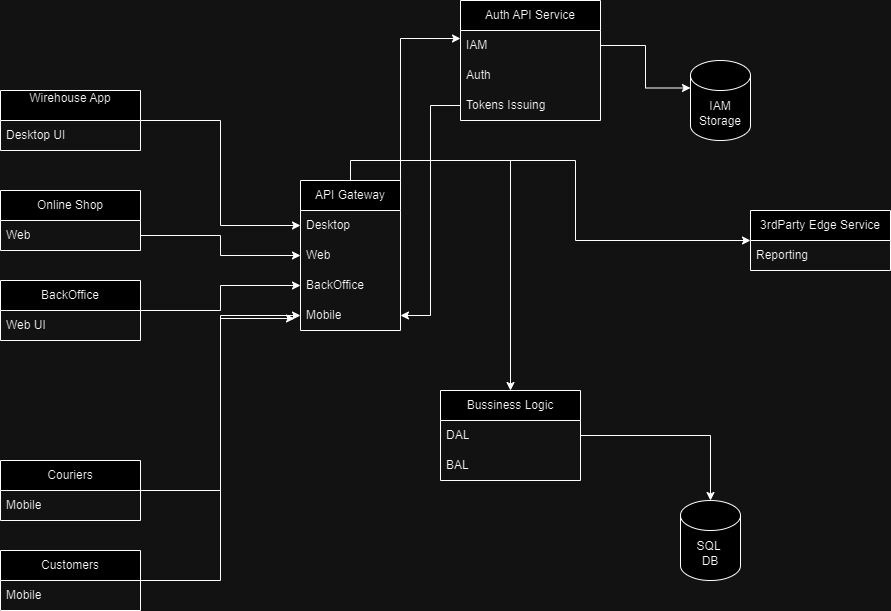 Auth API Service
IAM
Auth
Tokens Issuing
IAM
Storage
Wirehouse App
Desktop UI
Online Shop
Web
BackOffice
Web UI
API Gateway
Desktop
Web
BackOffice
Mobile
3rdParty Edge Service
Reporting
Bussiness Logic
DAL
BAL
Couriers
Mobile
Customers
Mobile
SQL
DB